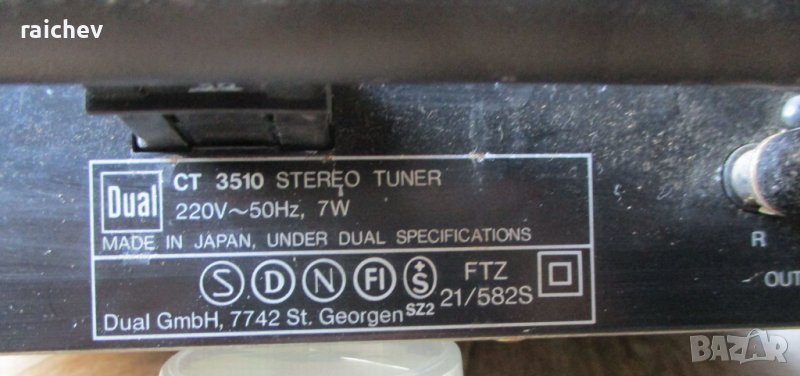 raichev
Dual CT 3510 STEREO TUNER
220V~50Hz, 7W
MADE IN JAPAN, UNDER DUAL SPECIFICATIONS
S D N FI +S FTZ
SZ2 21/582S
Dual GmbH, 7742 St. Georgen
R
OUT
BAZAR